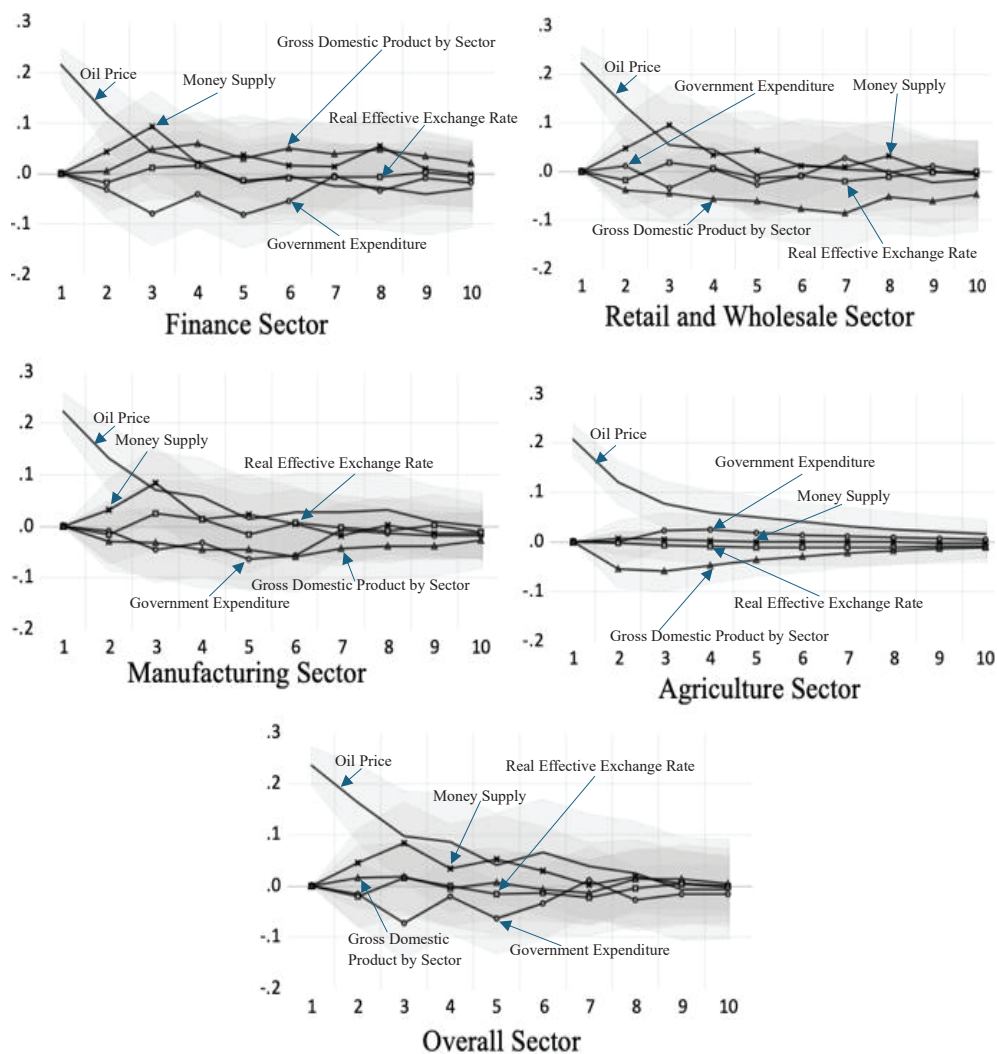 .3
Gross Domestic Product by Sector
.2
Oil Price
Money Supply
.1
Real Effective Exchange Rate
.0
-.1
Government Expenditure
-.2
1 2 3 4 5 6 7 8 9 10
Finance Sector
.3
.2
Oil Price
Government Expenditure
Money Supply
.1
.0
-.1
Gross Domestic Product by Sector
Real Effective Exchange Rate
-.2
1 2 3 4 5 6 7 8 9 10
Retail and Wholesale Sector
.3
.2
Oil Price
Money Supply
Real Effective Exchange Rate
.1
.0
-.1
Gross Domestic Product by Sector
Government Expenditure
-.2
1 2 3 4 5 6 7 8 9 10
Manufacturing Sector
.3
Oil Price
.2
Government Expenditure
Money Supply
.1
.0
-.1
Real Effective Exchange Rate
Gross Domestic Product by Sector
-.2
1 2 3 4 5 6 7 8 9 10
Agriculture Sector
.3
Oil Price
Real Effective Exchange Rate
.2
Money Supply
.1
.0
-.1
Gross Domestic
Product by Sector
Government Expenditure
-.2
1 2 3 4 5 6 7 8 9 10
Overall Sector